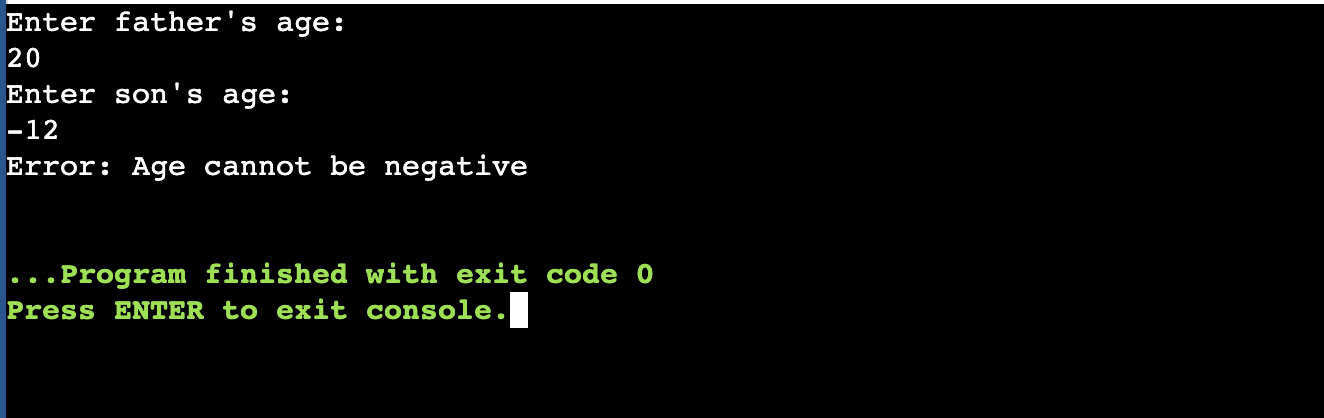 Enter father's age:
20
Enter son's age:
-12
Error: Age cannot be negative
...Program finished with exit code 0
Press ENTER to exit console.